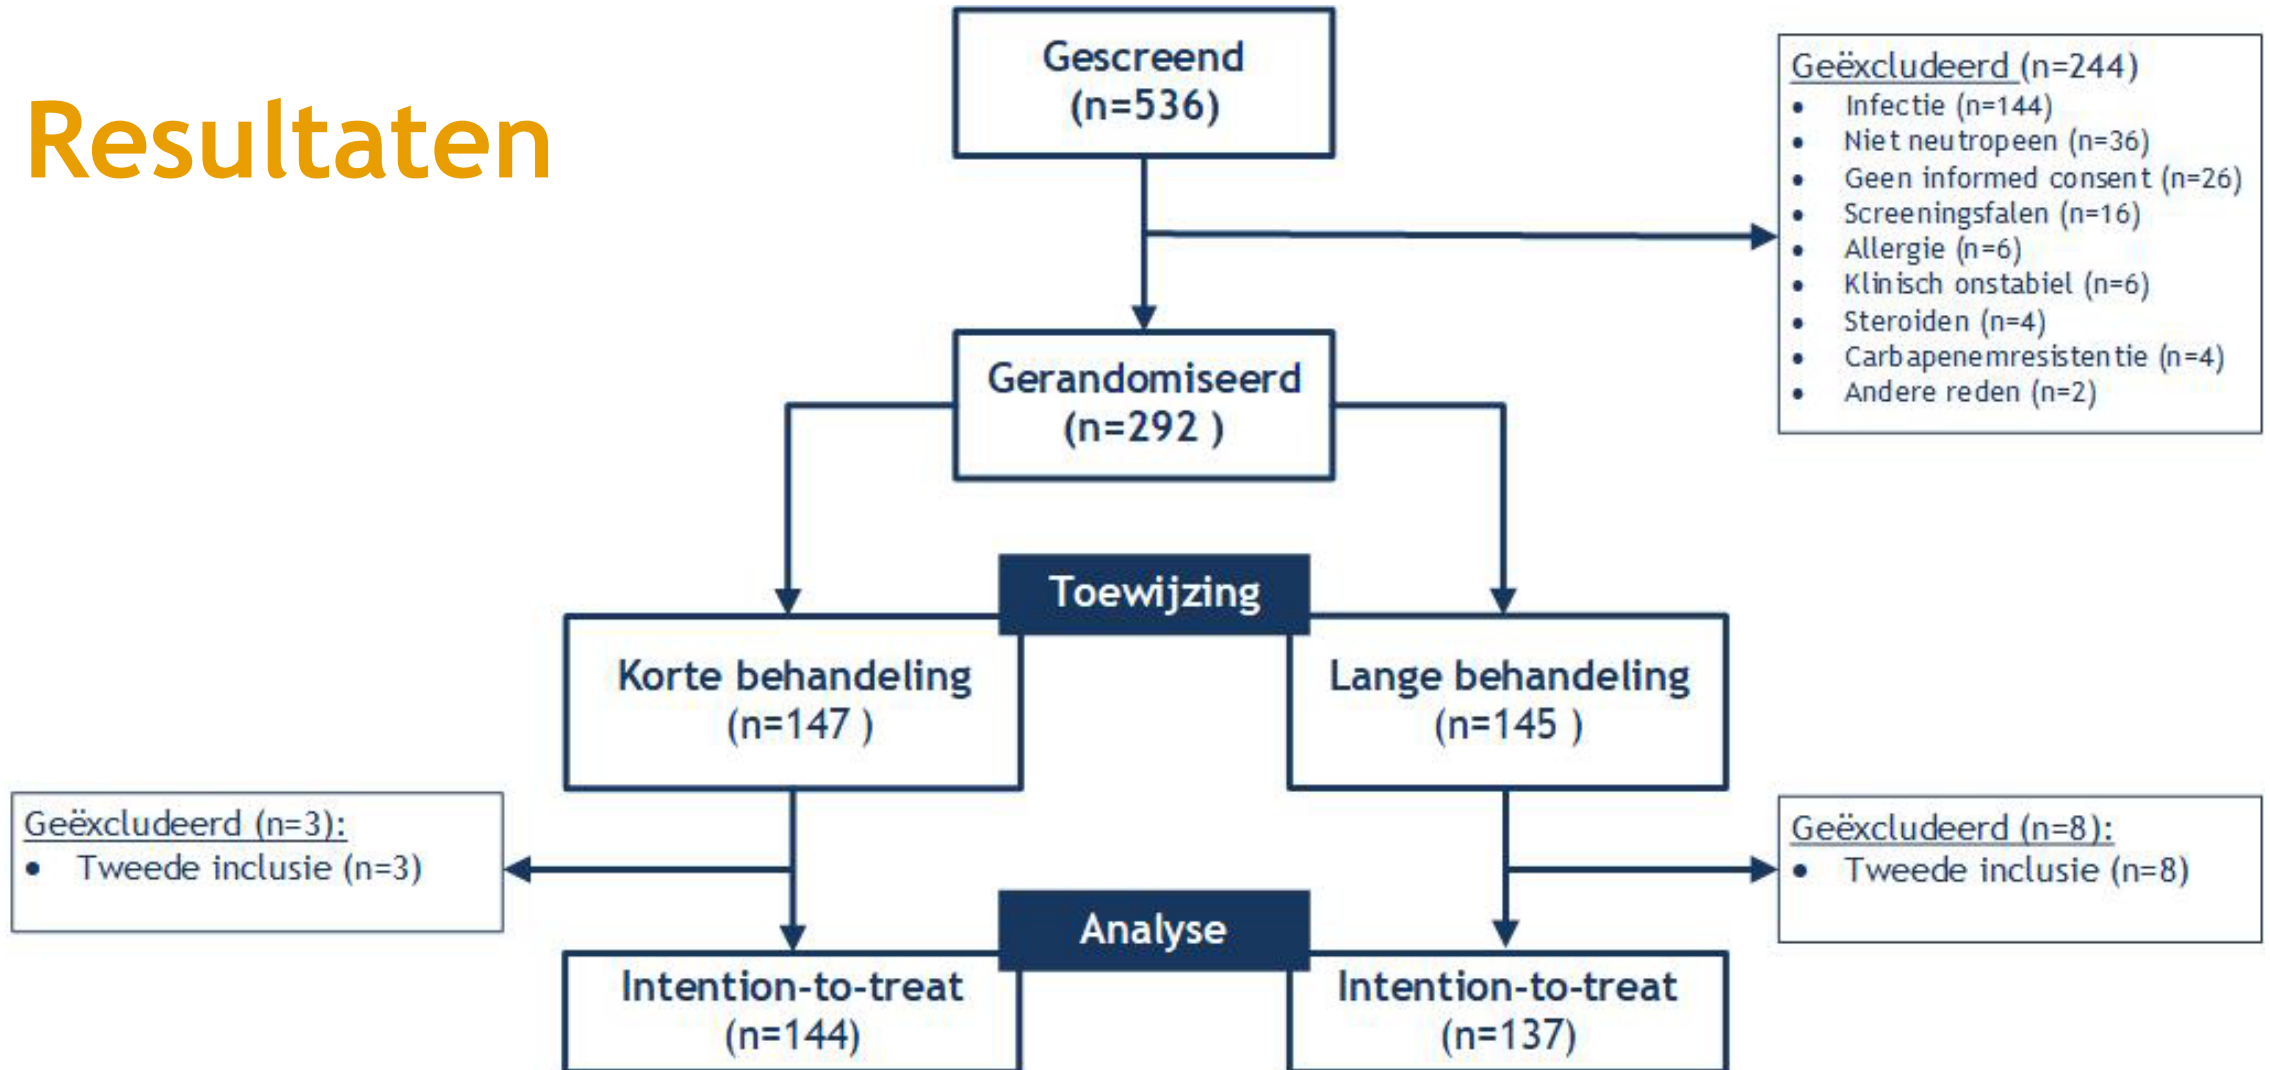 Resultaten
Gescreend
(n=536)
Geëxcludeerd (n=244)
• Infectie (n=144)
• Niet neutropeen (n=36)
• Geen informed consent (n=26)
• Screeningsfalen (n=16)
• Allergie (n=6)
• Klinisch onstabiel (n=6)
• Steroiden (n=4)
• Carbapenemresistentie (n=4)
• Andere reden (n=2)
Gerandomiseerd
(n=292 )
Toewijzing
Korte behandeling
(n=147 )
Lange behandeling
(n=145 )
Geëxcludeerd (n=3):
• Tweede inclusie (n=3)
Geëxcludeerd (n=8):
• Tweede inclusie (n=8)
Analyse
Intention-to-treat
(n=144)
Intention-to-treat
(n=137)